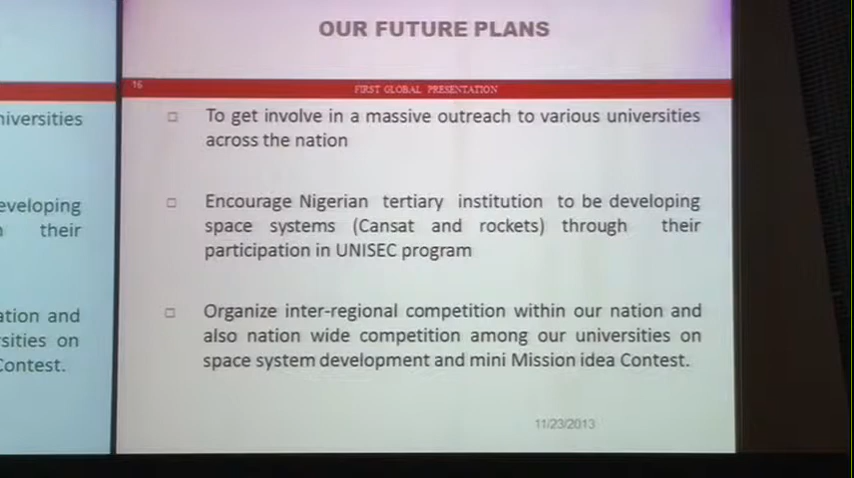 OUR FUTURE PLANS
16
FIRST GLOBAL PRESENTATION
niversities
□ To get involve in a massive outreach to various universities
across the nation
eveloping
their
□ Encourage Nigerian tertiary institution to be developing
space systems (Cansat and rockets) through their
participation in UNISEC program
ation and
sities on
Contest.
□ Organize inter-regional competition within our nation and
also nation wide competition among our universities on
space system development and mini Mission idea Contest.
11/23/2013